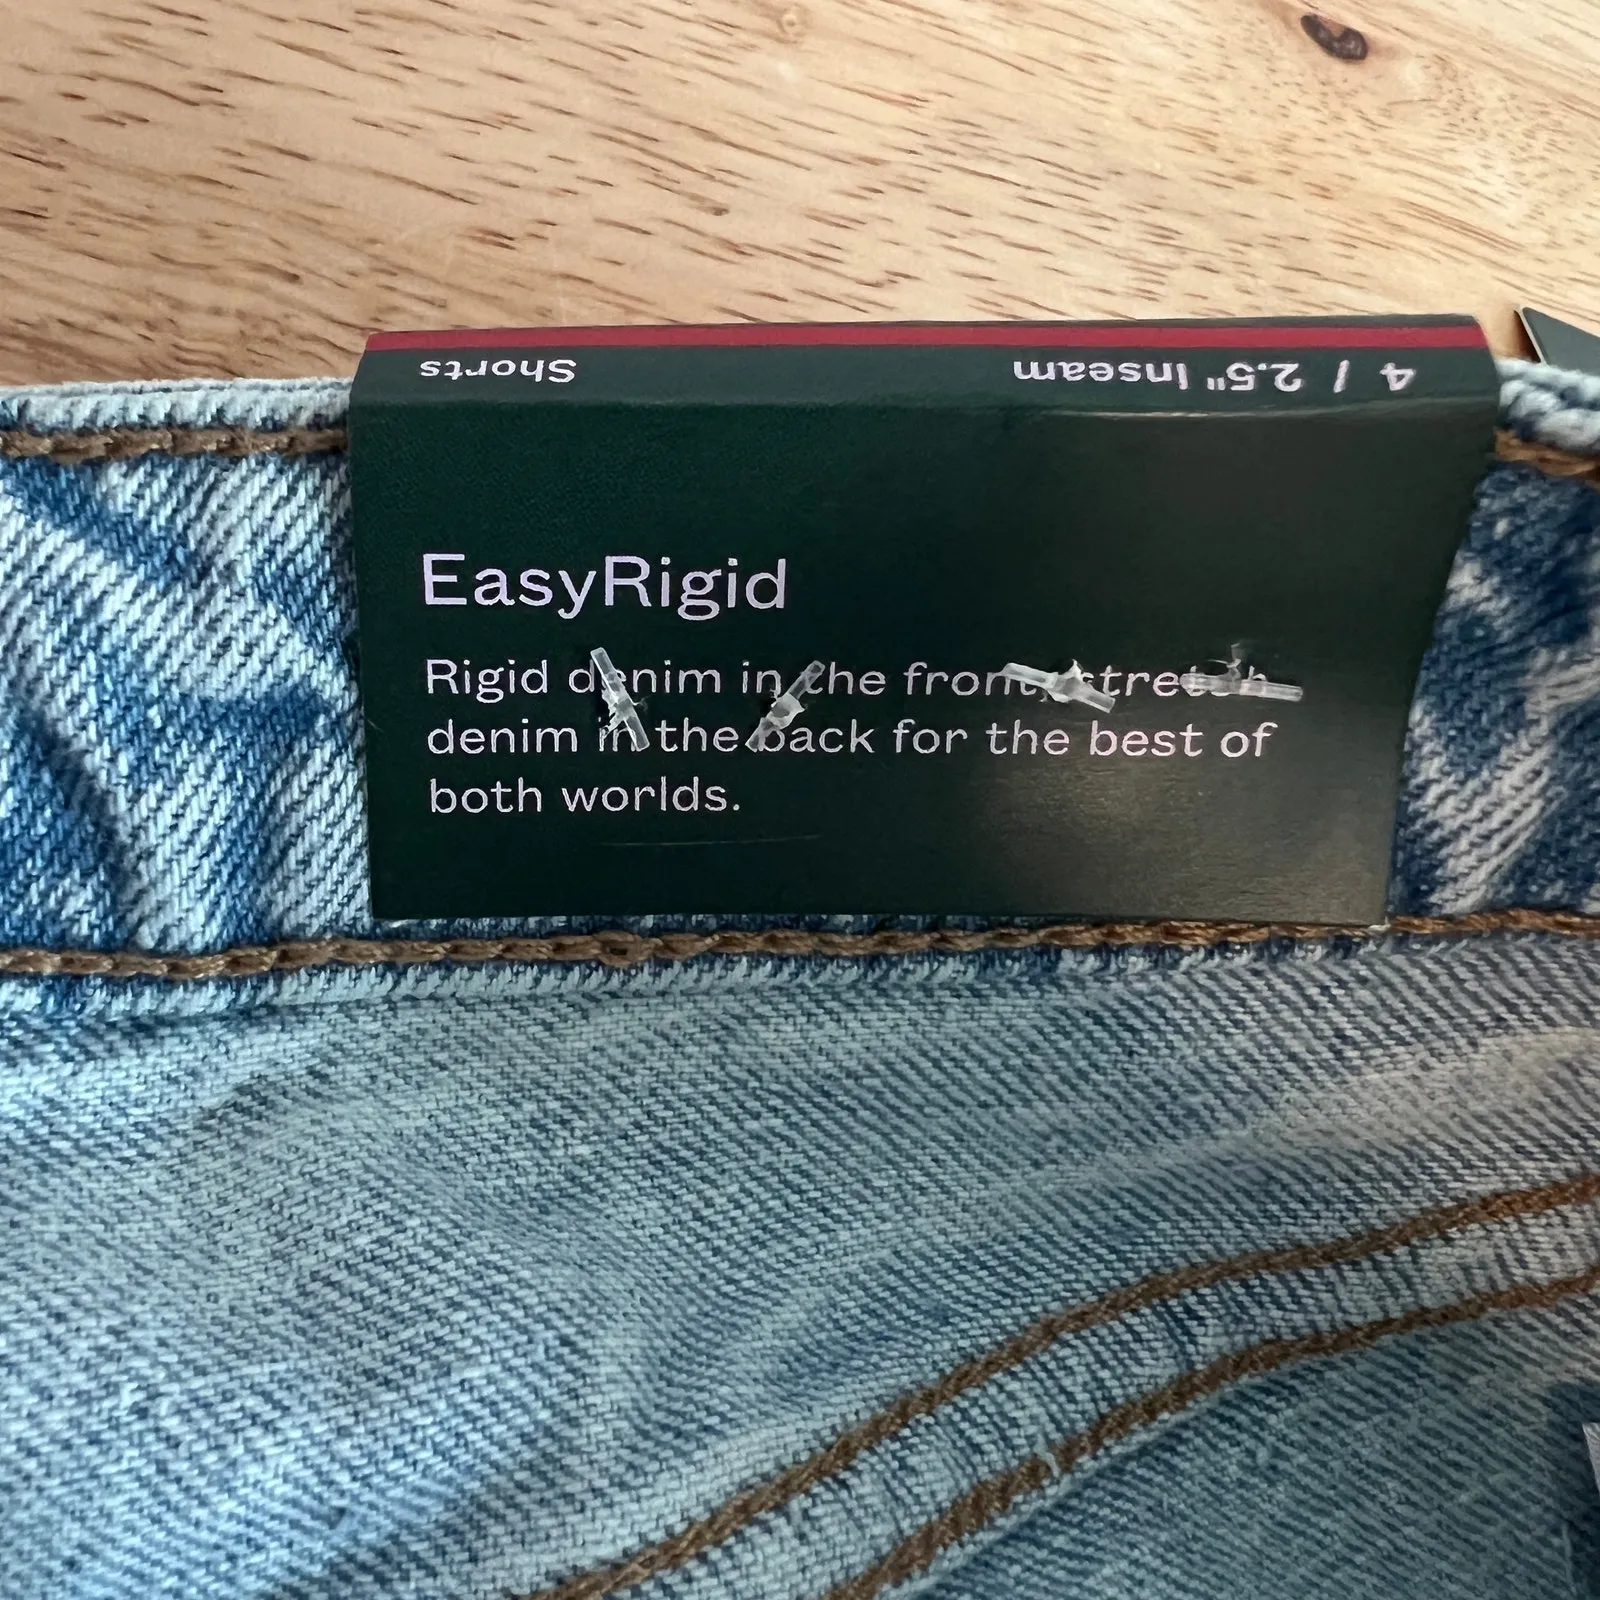 Shorts
4 / 2.5" Inseam
EasyRigid
Rigid denim in the front, stretch
denim in the back for the best of
both worlds.